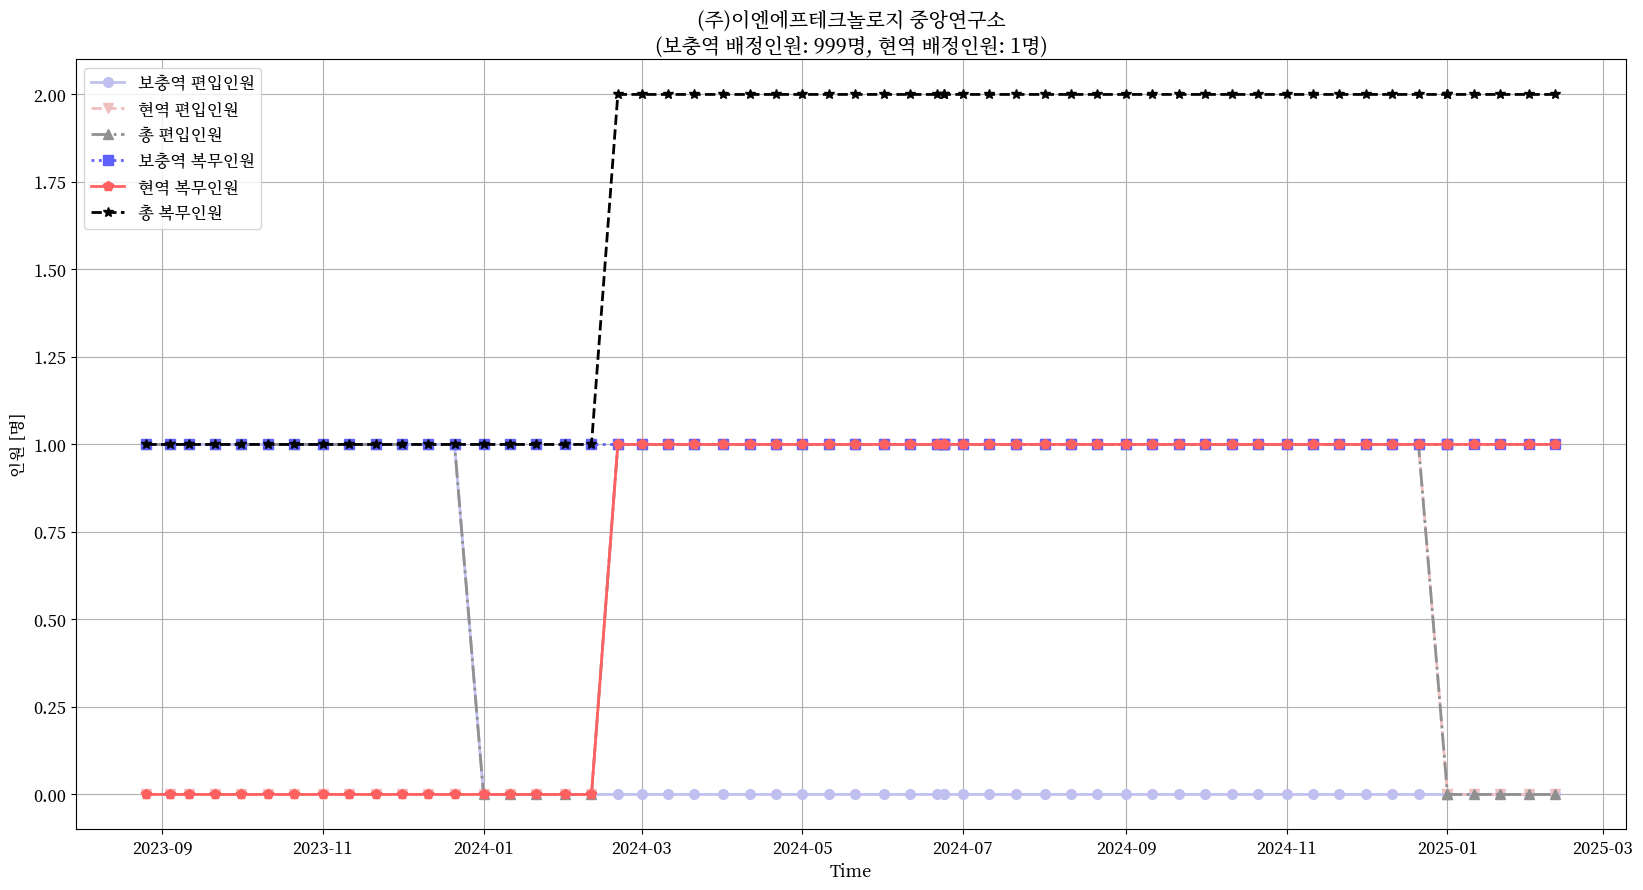 (주)이엔에프테크놀로지 중앙연구소
(보충역 배정인원: 999명, 현역 배정인원: 1명)
보충역 편입인원
현역 편입인원
총 편입인원
보충역 복무인원
현역 복무인원
총 복무인원
인원 [명]
2.00
1.75
1.50
1.25
1.00
0.75
0.50
0.25
0.00
2023-09 2023-11 2024-01 2024-03 2024-05 2024-07 2024-09 2024-11 2025-01 2025-03
Time